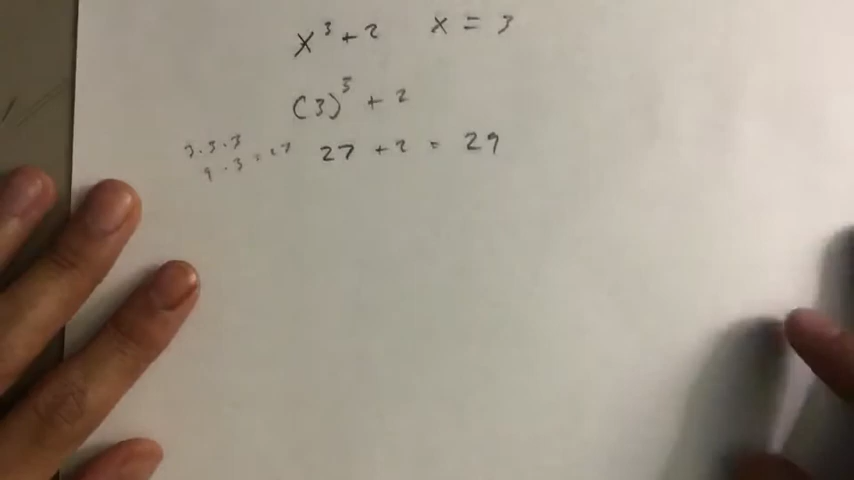 x³ + 2 x = 3
(3)³ + 2
3 · 3 · 3
27 + 2 = 29
9 · 3 = 27